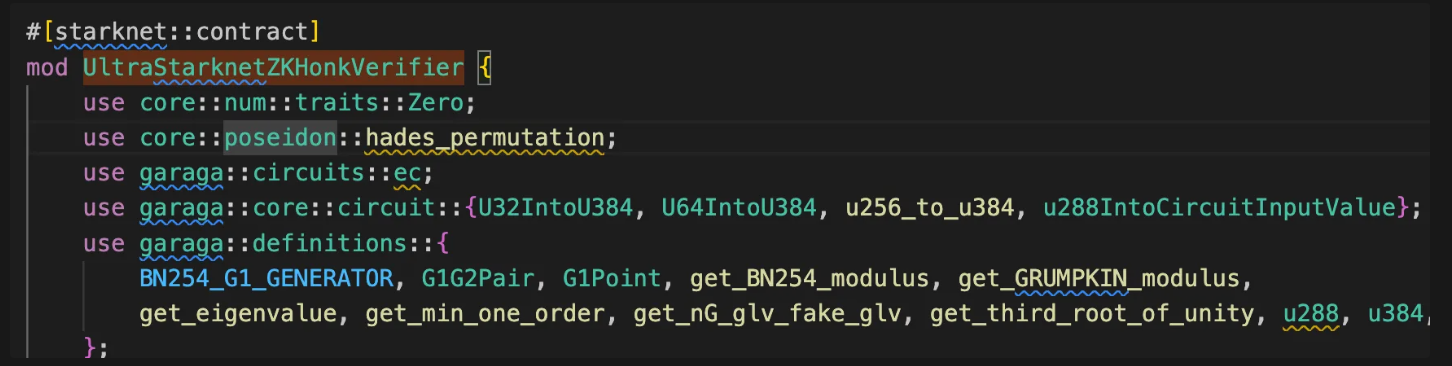 #[starknet::contract]
mod UltraStarknetZKHonkVerifier {
use core::num::traits::Zero;
use core::poseidon::hades_permutation;
use garaga::circuits::ec;
use garaga::core::circuit::{U32IntoU384, U64IntoU384, u256_to_u384, u288IntoCircuitInputValue};
use garaga::definitions::{
BN254_G1_GENERATOR, G1G2Pair, G1Point, get_BN254_modulus, get_GRUMPKIN_modulus,
get_eigenvalue, get_min_one_order, get_nG_glv_fake_glv, get_third_root_of_unity, u288, u384,
};